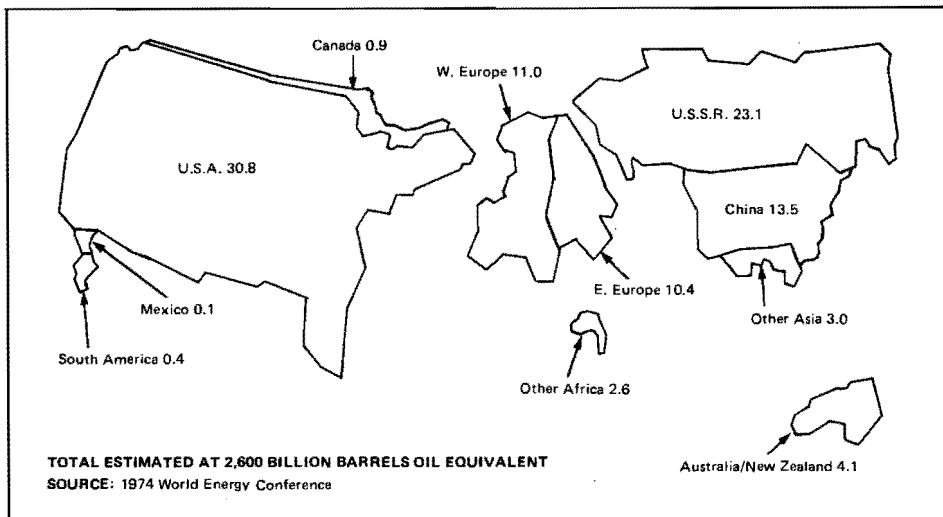 Canada 0.9
W. Europe 11.0
U.S.S.R. 23.1
U.S.A. 30.8
China 13.5
E. Europe 10.4
Mexico 0.1
Other Asia 3.0
South America 0.4
Other Africa 2.6
TOTAL ESTIMATED AT 2,600 BILLION BARRELS OIL EQUIVALENT
SOURCE: 1974 World Energy Conference
Australia/New Zealand 4.1